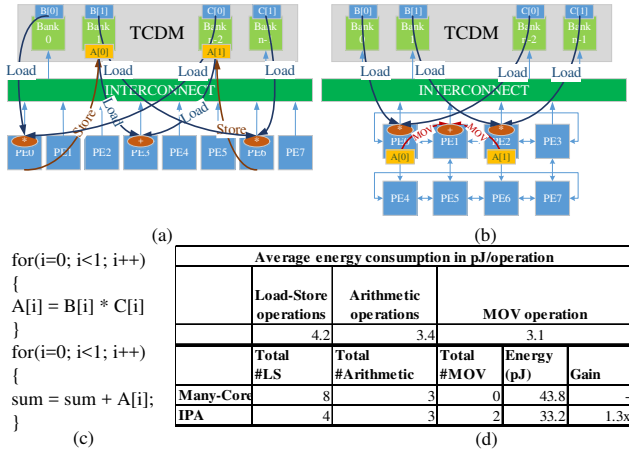 B[0] B[1] C[0] C[1]
Bank 0 Bank 1 TCDM Bank n-2 Bank n-1
A[0] A[1]
Load Load Load Load
INTERCONNECT
Store Load Load Store
* * *
PE0 PE1 PE2 PE3 PE4 PE5 PE6 PE7
(a)
B[0] B[1] C[0] C[1]
Bank 0 Bank 1 TCDM Bank n-2 Bank n-1
Load Load Load Load
INTERCONNECT
* * *
MOV MOV
PE0 PE1 PE2 PE3
A[0] A[1]
PE4 PE5 PE6 PE7
(b)
for(i=0; i<1; i++)
{
A[i] = B[i] * C[i]
}
for(i=0; i<1; i++)
{
sum = sum + A[i];
}
(c)
Average energy consumption in pJ/operation
Load-Store operations Arithmetic operations MOV operation
4.2 3.4 3.1
Total #LS Total #Arithmetic Total #MOV Energy (pJ) Gain
Many-Core 8 3 0 43.8 -
IPA 4 3 2 33.2 1.3x
(d)